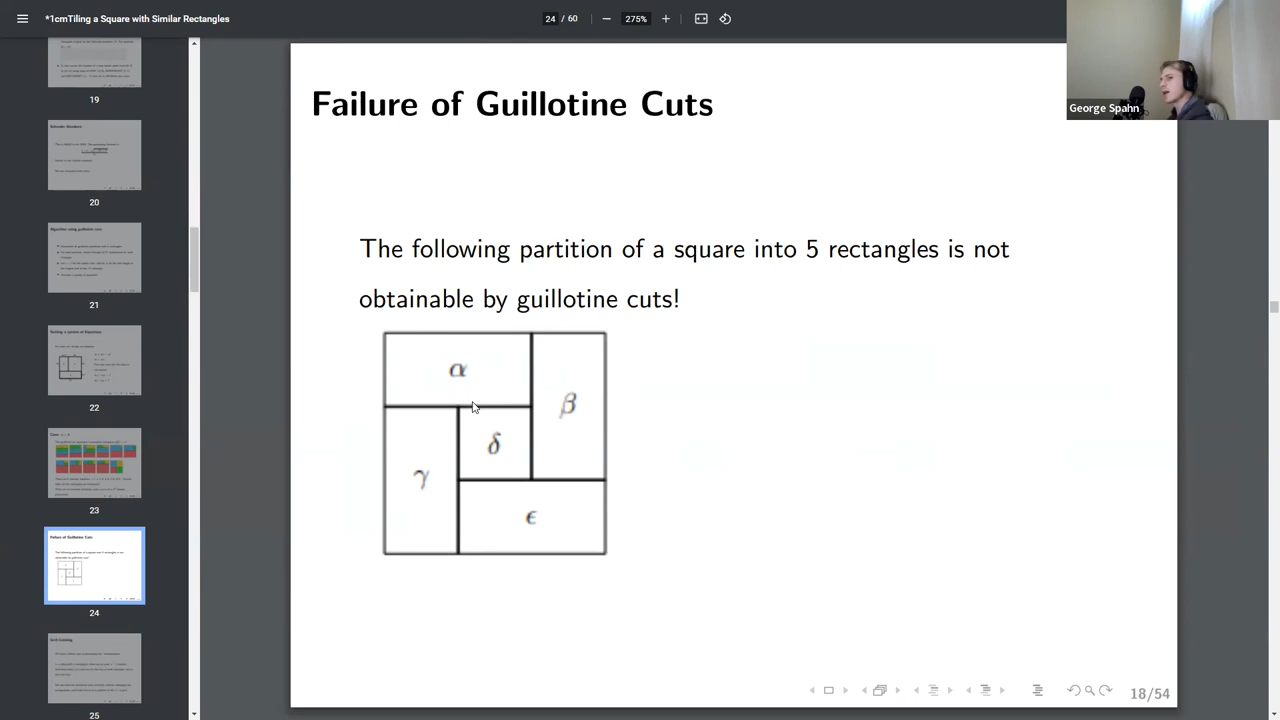 *1cmTiling a Square with Similar Rectangles
24 / 60
275%
George Spahn
19
20
21
22
23
24
25
Failure of Guillotine Cuts
The following partition of a square into 5 rectangles is not
obtainable by guillotine cuts!
α
β
δ
γ
ϵ
18/54